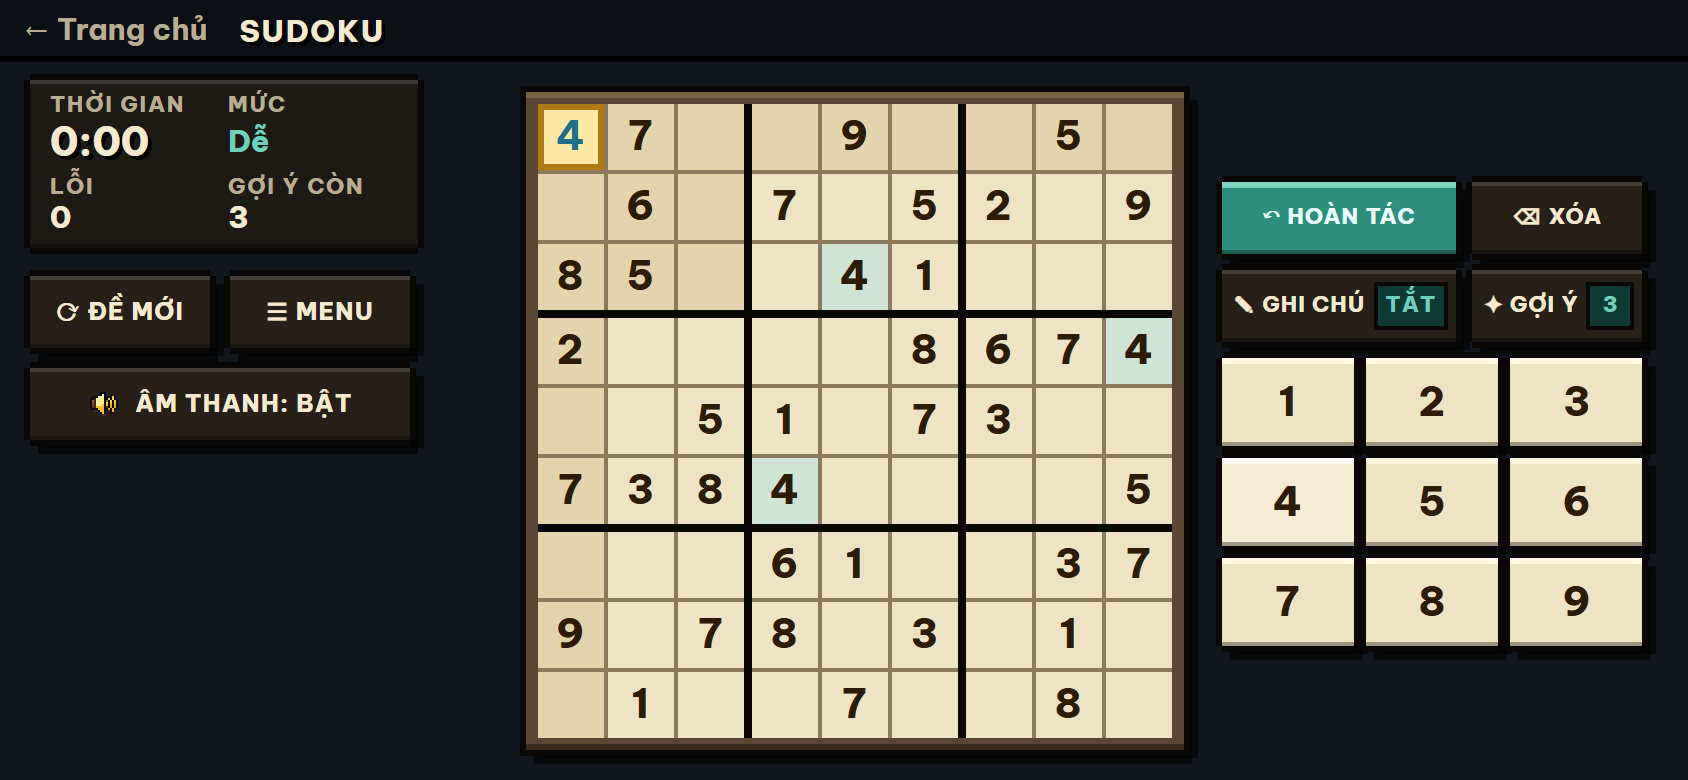 ← Trang chủ SUDOKU
THỜI GIAN MỨC
0:00 Dễ
LỖI GỢI Ý CÒN
0 3
⟳ ĐỀ MỚI ☰ MENU
ÂM THANH: BẬT
4 7 9 5
6 7 5 2 9
8 5 4 1
2 8 6 7 4
5 1 7 3
7 3 8 4 5
6 1 3 7
9 7 8 3 1
1 7 8
↶ HOÀN TÁC ⌫ XÓA
✎ GHI CHÚ TẮT ✦ GỢI Ý 3
1 2 3
4 5 6
7 8 9